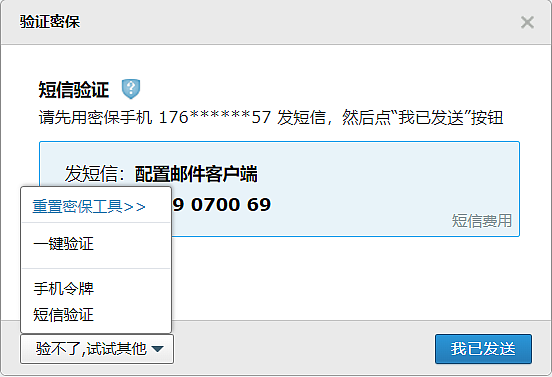 验证密保
短信验证
请先用密保手机 176******57 发短信，然后点“我已发送”按钮
发短信：配置邮件客户端
9 0700 69
短信费用
重置密保工具>>
一键验证
手机令牌
短信验证
验不了,试试其他
我已发送